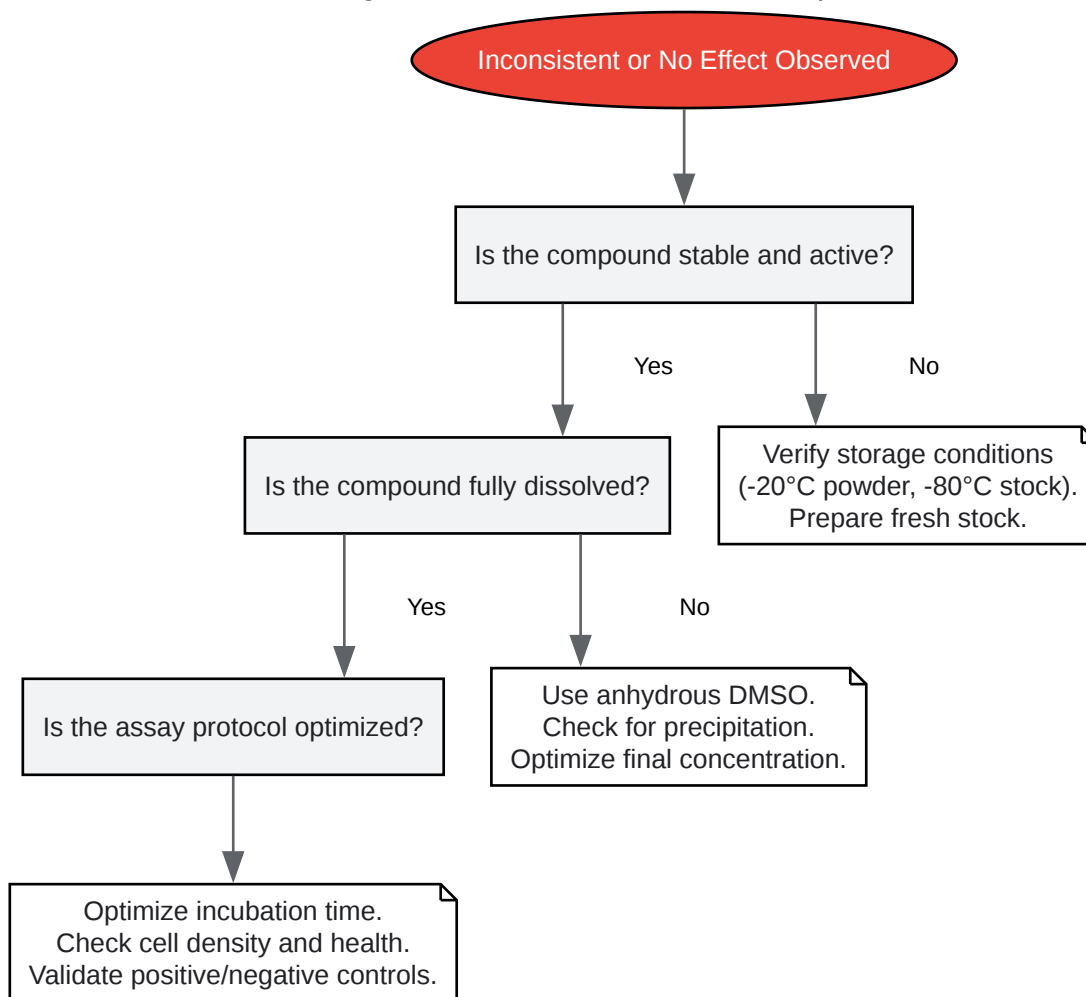 Inconsistent or No Effect Observed
Is the compound stable and active?
Yes
No
Is the compound fully dissolved?
Verify storage conditions
(-20°C powder, -80°C stock).
Prepare fresh stock.
Yes
No
Is the assay protocol optimized?
Use anhydrous DMSO.
Check for precipitation.
Optimize final concentration.
Optimize incubation time.
Check cell density and health.
Validate positive/negative controls.